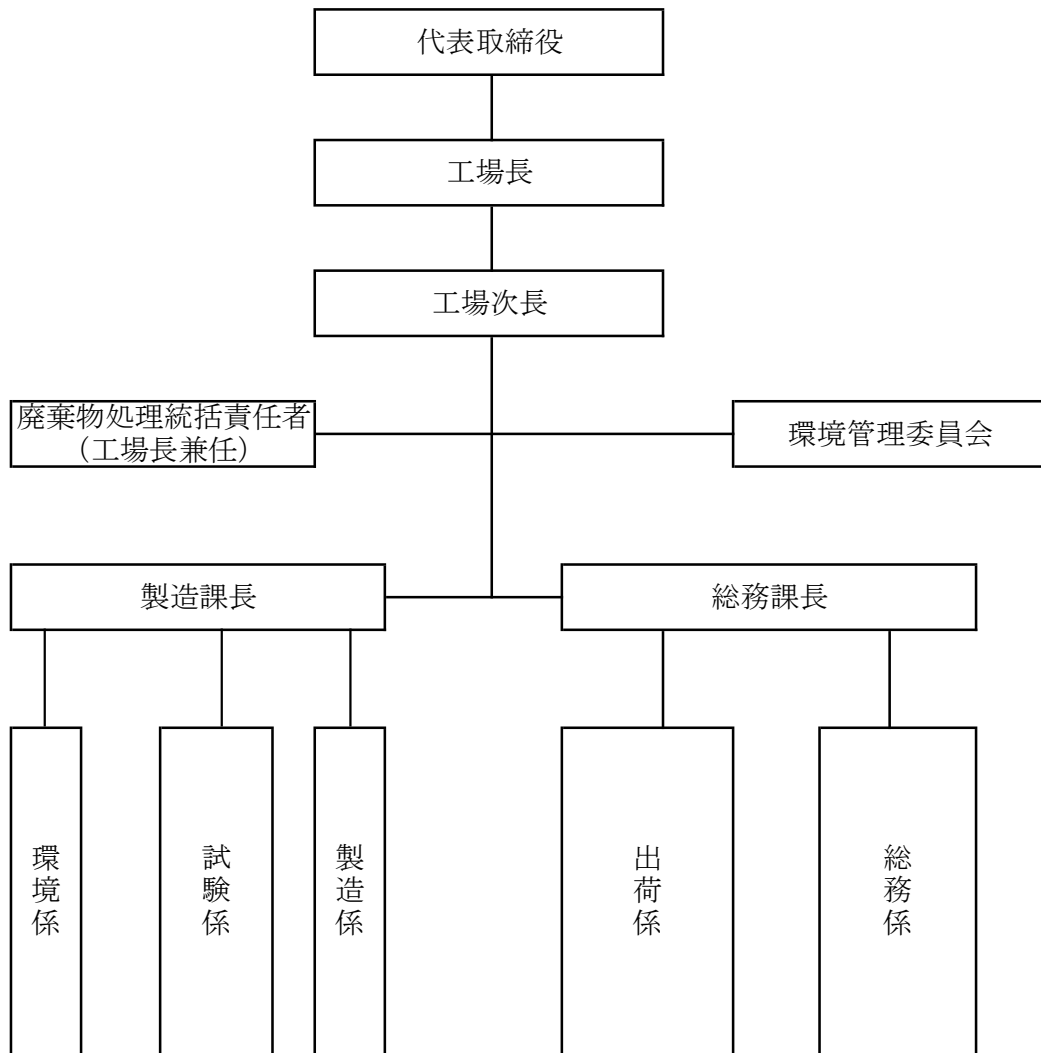 代表取締役
工場長
工場次長
廃棄物処理統括責任者
（工場長兼任）
環境管理委員会
製造課長
総務課長
環境係
試験係
製造係
出荷係
総務係